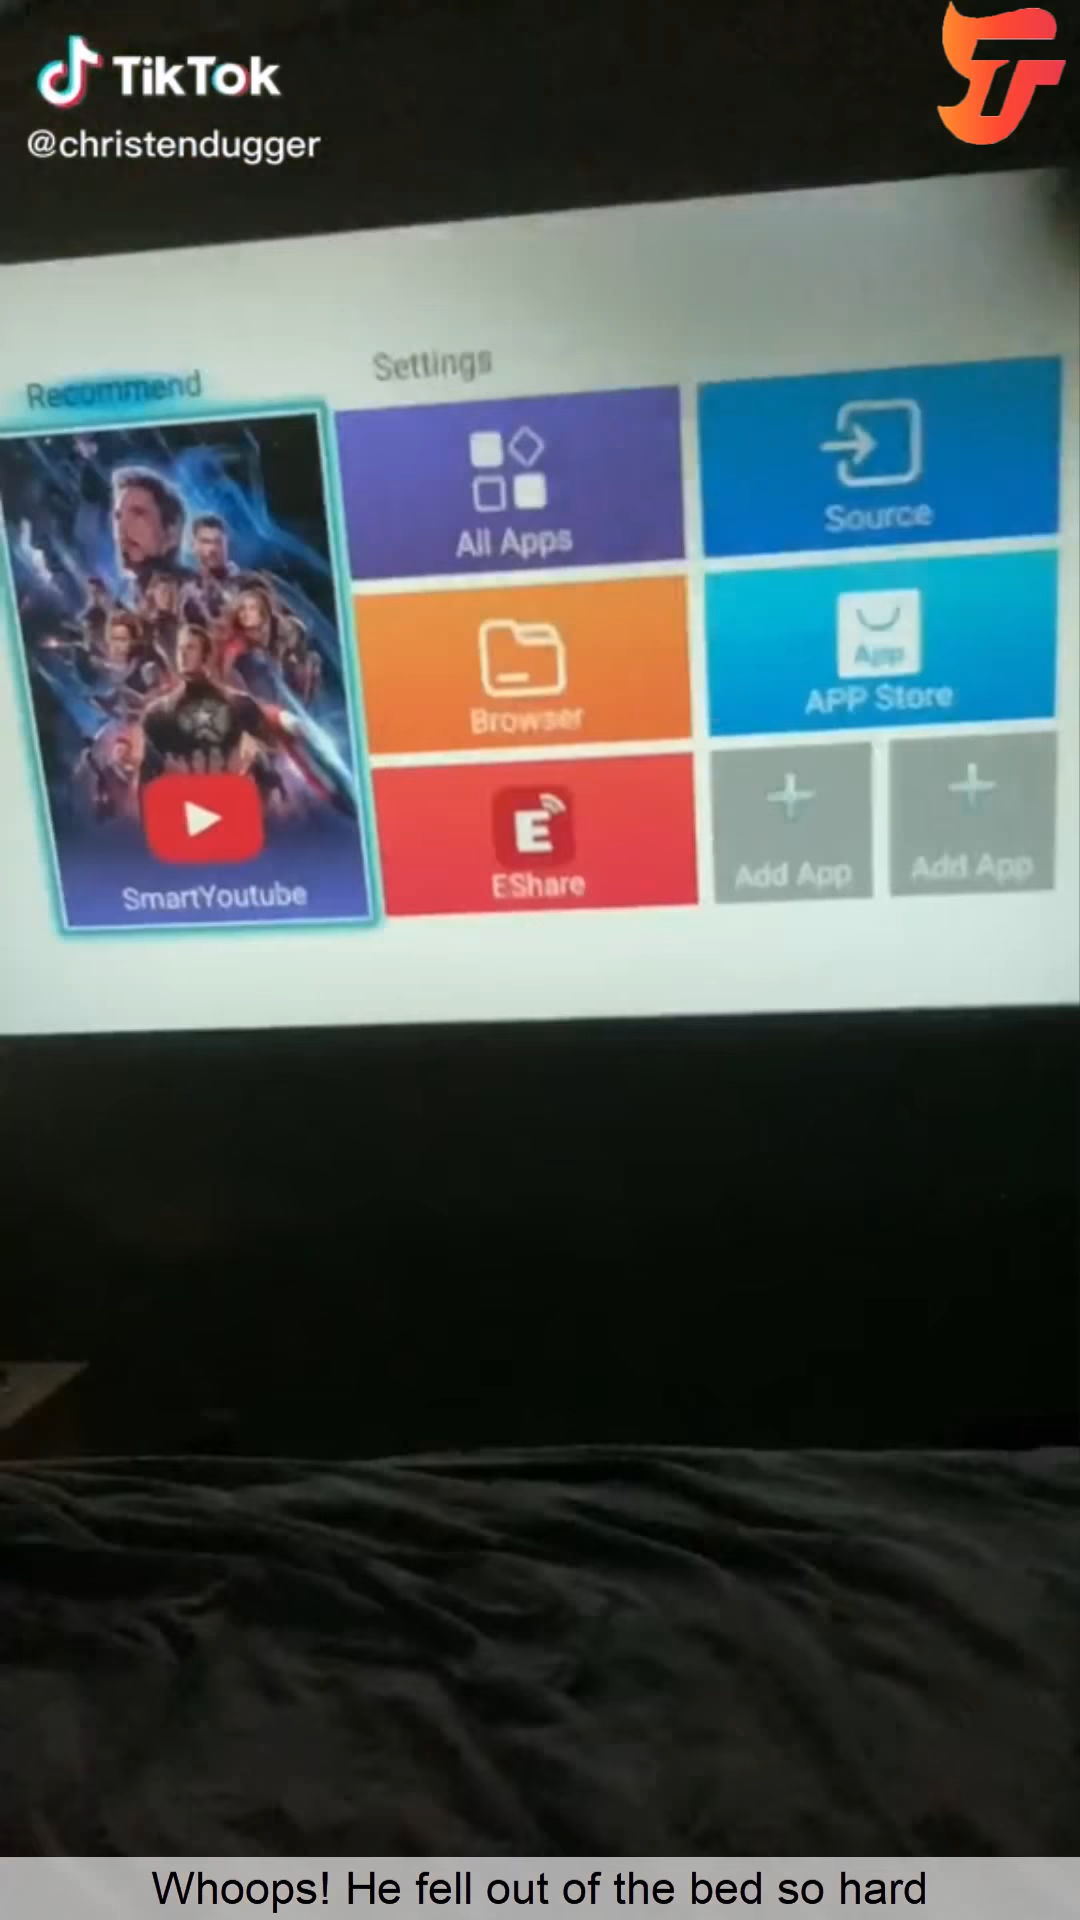 TikTok
@christendugger
Recommend
Settings
All Apps
Source
Browser
App
APP Store
E
EShare
Add App
Add App
SmartYoutube
Whoops! He fell out of the bed so hard